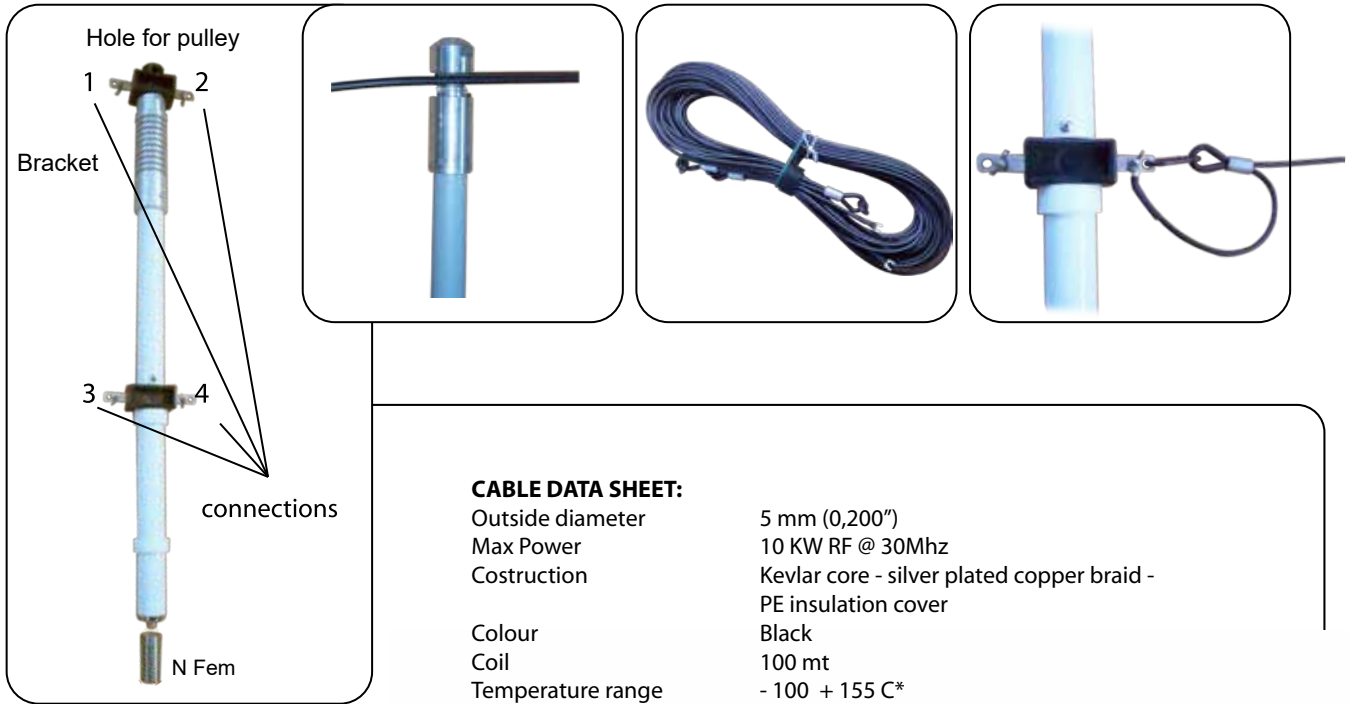 Hole for pulley
1 2
Bracket
3 4
connections
N Fem
CABLE DATA SHEET:
Outside diameter 5 mm (0,200”)
Max Power 10 KW RF @ 30Mhz
Costruction Kevlar core - silver plated copper braid -
PE insulation cover
Colour Black
Coil 100 mt
Temperature range - 100 + 155 C*